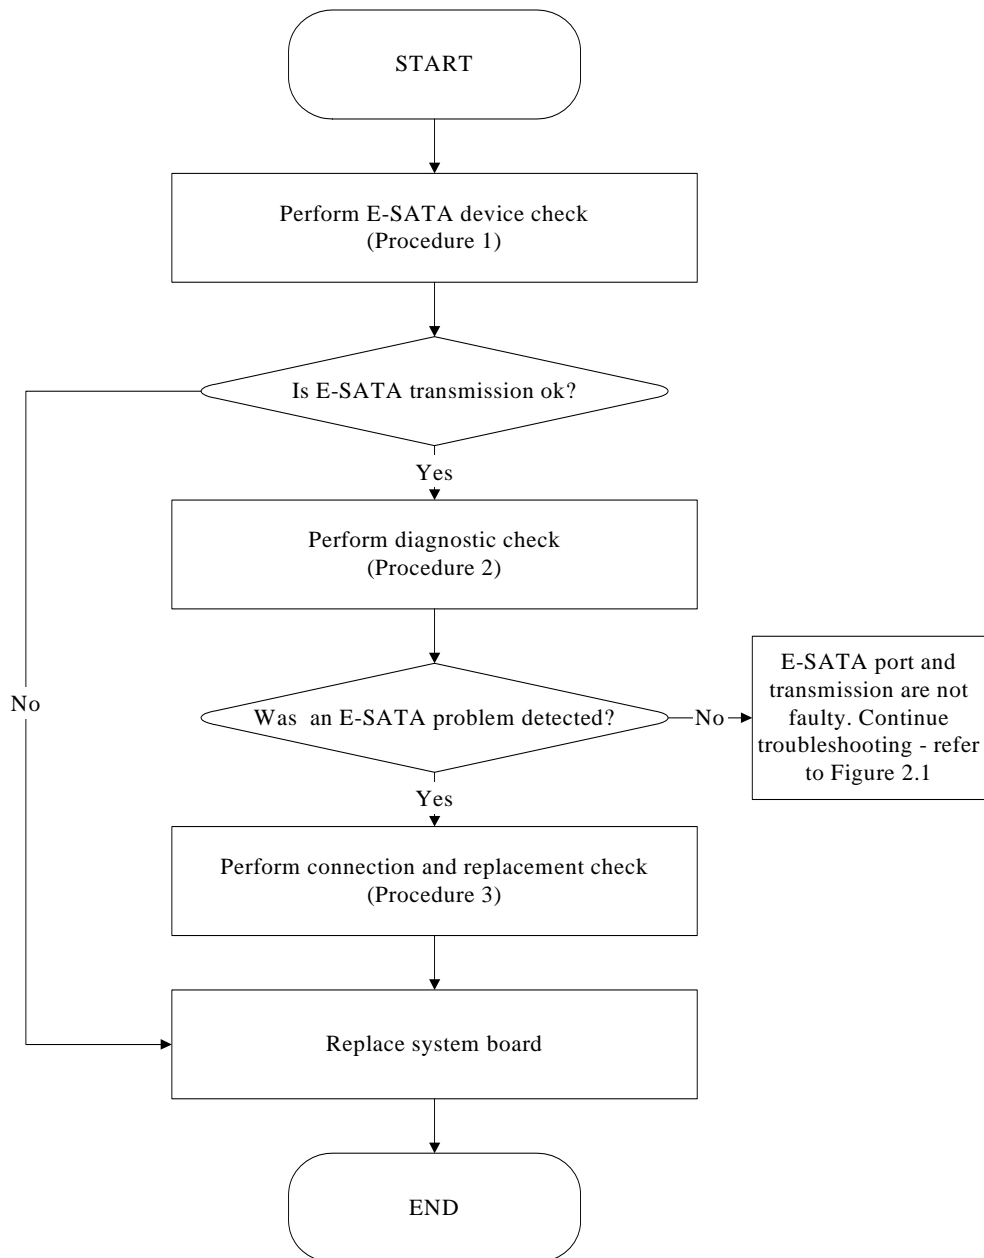 START
Perform E-SATA device check
(Procedure 1)
Is E-SATA transmission ok?
Yes
Perform diagnostic check
(Procedure 2)
No
Was an E-SATA problem detected?
No
E-SATA port and
transmission are not
faulty. Continue
troubleshooting - refer
to Figure 2.1
Yes
Perform connection and replacement check
(Procedure 3)
Replace system board
END